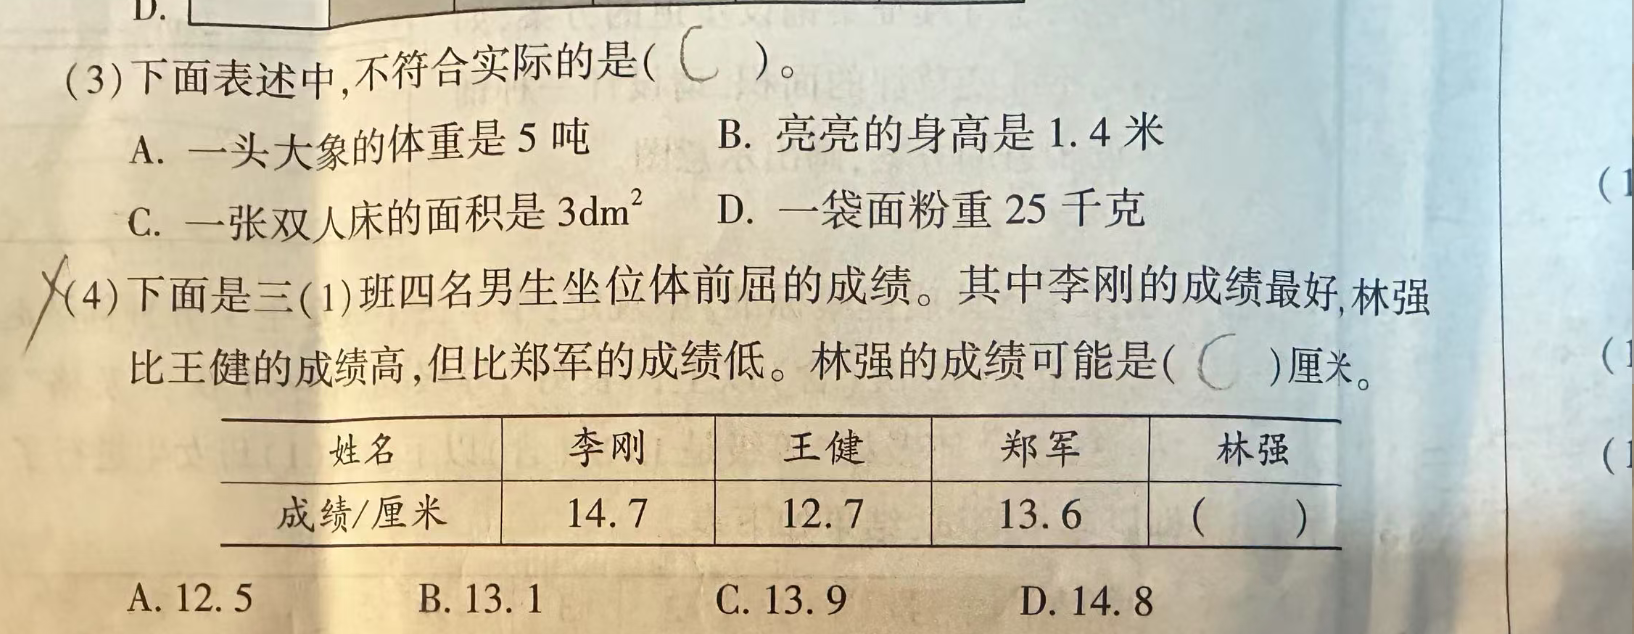 D.
(3)下面表述中,不符合实际的是( C )。
A. 一头大象的体重是 5 吨 B. 亮亮的身高是 1.4 米
C. 一张双人床的面积是 3dm² D. 一袋面粉重 25 千克
(4)下面是三(1)班四名男生坐位体前屈的成绩。其中李刚的成绩最好,林强
比王健的成绩高,但比郑军的成绩低。林强的成绩可能是( C )厘米。
姓名 李刚 王健 郑军 林强
成绩/厘米 14.7 12.7 13.6 ( )
A. 12.5 B. 13.1 C. 13.9 D. 14.8
(1
(1
(1